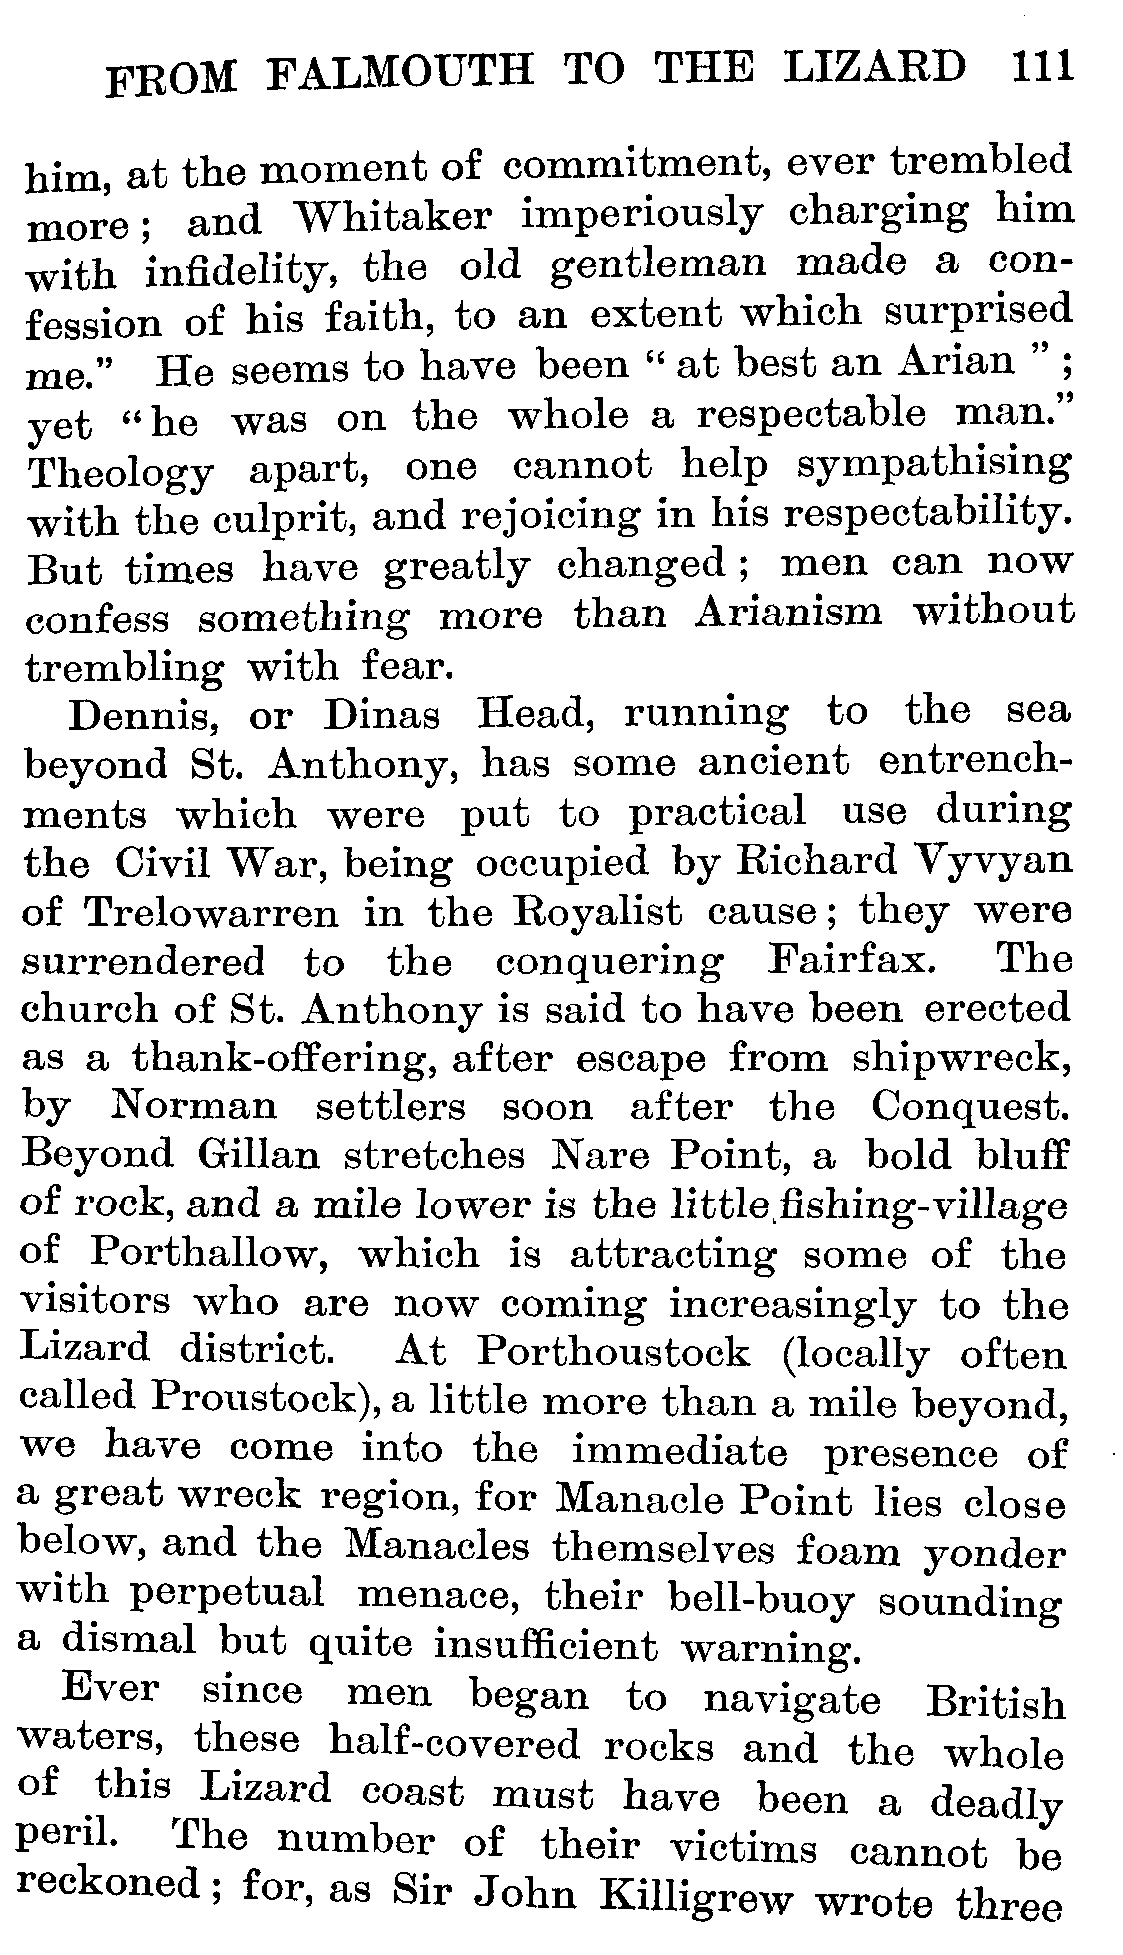 FROM FALMOUTH TO THE LIZARD 111
him, at the moment of commitment, ever trembled
more; and Whitaker imperiously charging him
with infidelity, the old gentleman made a con-
fession of his faith, to an extent which surprised
me.” He seems to have been “at best an Arian”;
yet “he was on the whole a respectable man.”
Theology apart, one cannot help sympathising
with the culprit, and rejoicing in his respectability.
But times have greatly changed; men can now
confess something more than Arianism without
trembling with fear.
Dennis, or Dinas Head, running to the sea
beyond St. Anthony, has some ancient entrench-
ments which were put to practical use during
the Civil War, being occupied by Richard Vyvyan
of Trelowarren in the Royalist cause; they were
surrendered to the conquering Fairfax. The
church of St. Anthony is said to have been erected
as a thank-offering, after escape from shipwreck,
by Norman settlers soon after the Conquest.
Beyond Gillan stretches Nare Point, a bold bluff
of rock, and a mile lower is the little fishing-village
of Porthallow, which is attracting some of the
visitors who are now coming increasingly to the
Lizard district. At Porthoustock (locally often
called Proustock), a little more than a mile beyond,
we have come into the immediate presence of
a great wreck region, for Manacle Point lies close
below, and the Manacles themselves foam yonder
with perpetual menace, their bell-buoy sounding
a dismal but quite insufficient warning.
Ever since men began to navigate British
waters, these half-covered rocks and the whole
of this Lizard coast must have been a deadly
peril. The number of their victims cannot be
reckoned; for, as Sir John Killigrew wrote three